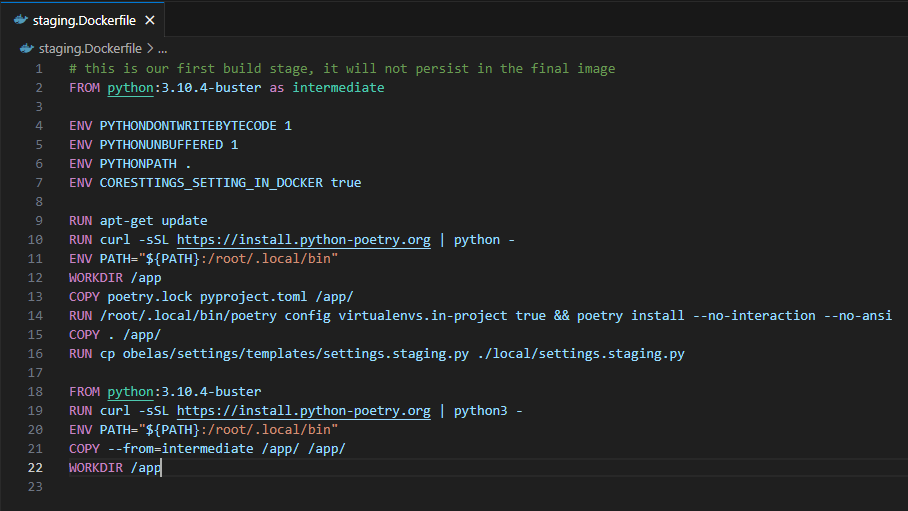 staging.Dockerfile ×
staging.Dockerfile > ...
1 # this is our first build stage, it will not persist in the final image
2 FROM python:3.10.4-buster as intermediate
3
4 ENV PYTHONDONTWRITEBYTECODE 1
5 ENV PYTHONUNBUFFERED 1
6 ENV PYTHONPATH .
7 ENV CORESTTINGS_SETTING_IN_DOCKER true
8
9 RUN apt-get update
10 RUN curl -sSL https://install.python-poetry.org | python -
11 ENV PATH="${PATH}:/root/.local/bin"
12 WORKDIR /app
13 COPY poetry.lock pyproject.toml /app/
14 RUN /root/.local/bin/poetry config virtualenvs.in-project true && poetry install --no-interaction --no-ansi
15 COPY . /app/
16 RUN cp obelas/settings/templates/settings.staging.py ./local/settings.staging.py
17
18 FROM python:3.10.4-buster
19 RUN curl -sSL https://install.python-poetry.org | python3 -
20 ENV PATH="${PATH}:/root/.local/bin"
21 COPY --from=intermediate /app/ /app/
22 WORKDIR /app
23